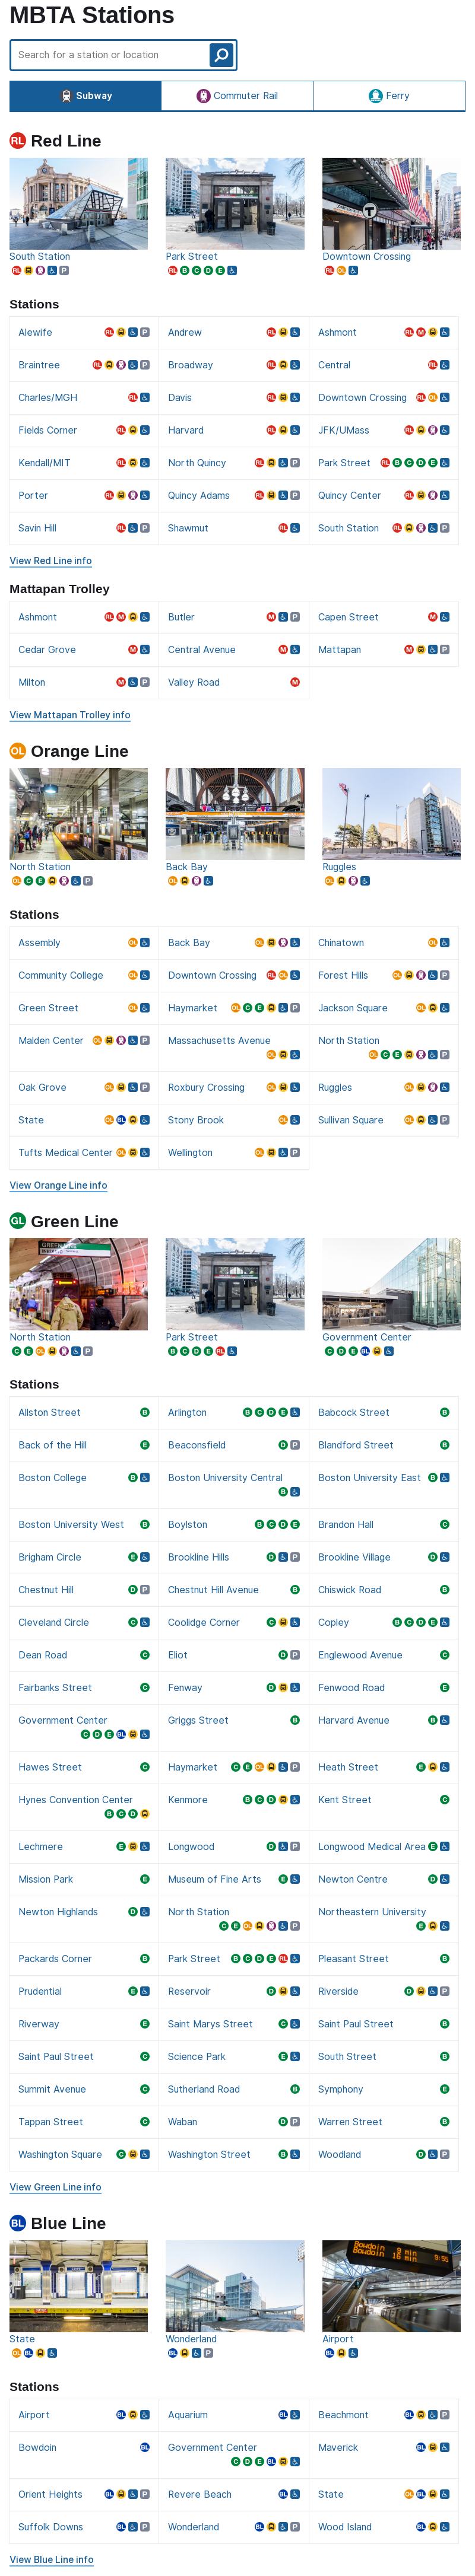 MBTA Stations
Search for a station or location
Subway Commuter Rail Ferry
RL Red Line
South Station Park Street Downtown Crossing
Stations
Alewife Andrew Ashmont
Braintree Broadway Central
Charles/MGH Davis Downtown Crossing
Fields Corner Harvard JFK/UMass
Kendall/MIT North Quincy Park Street
Porter Quincy Adams Quincy Center
Savin Hill Shawmut South Station
View Red Line info
Mattapan Trolley
Ashmont Butler Capen Street
Cedar Grove Central Avenue Mattapan
Milton Valley Road
View Mattapan Trolley info
OL Orange Line
North Station Back Bay Ruggles
Stations
Assembly Back Bay Chinatown
Community College Downtown Crossing Forest Hills
Green Street Haymarket Jackson Square
Malden Center Massachusetts Avenue North Station
Oak Grove Roxbury Crossing Ruggles
State Stony Brook Sullivan Square
Tufts Medical Center Wellington
View Orange Line info
GL Green Line
North Station Park Street Government Center
Stations
Allston Street Arlington Babcock Street
Back of the Hill Beaconsfield Blandford Street
Boston College Boston University Central Boston University East
Boston University West Boylston Brandon Hall
Brigham Circle Brookline Hills Brookline Village
Chestnut Hill Chestnut Hill Avenue Chiswick Road
Cleveland Circle Coolidge Corner Copley
Dean Road Eliot Englewood Avenue
Fairbanks Street Fenway Fenwood Road
Government Center Griggs Street Harvard Avenue
Hawes Street Haymarket Heath Street
Hynes Convention Center Kenmore Kent Street
Lechmere Longwood Longwood Medical Area
Mission Park Museum of Fine Arts Newton Centre
Newton Highlands North Station Northeastern University
Packards Corner Park Street Pleasant Street
Prudential Reservoir Riverside
Riverway Saint Marys Street Saint Paul Street
Saint Paul Street Science Park South Street
Summit Avenue Sutherland Road Symphony
Tappan Street Waban Warren Street
Washington Square Washington Street Woodland
View Green Line info
BL Blue Line
State Wonderland Airport
Stations
Airport Aquarium Beachmont
Bowdoin Government Center Maverick
Orient Heights Revere Beach State
Suffolk Downs Wonderland Wood Island
View Blue Line info